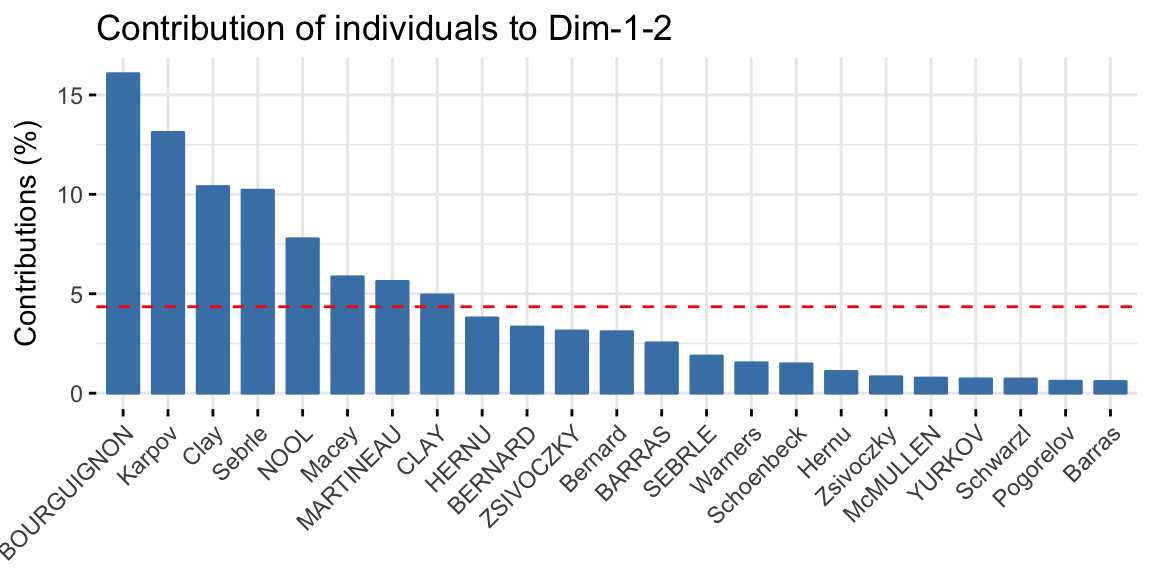 Contribution of individuals to Dim-1-2
Contributions (%)
15
10
5
0
BOURGUIGNON
Karpov
Clay
Sebrle
NOOL
Macey
MARTINEAU
CLAY
HERNU
BERNARD
ZSIVOCZKY
Bernard
BARRAS
SEBRLE
Warners
Schoenbeck
Hernu
Zsivoczky
McMULLEN
YURKOV
Schwarzl
Pogorelov
Barras